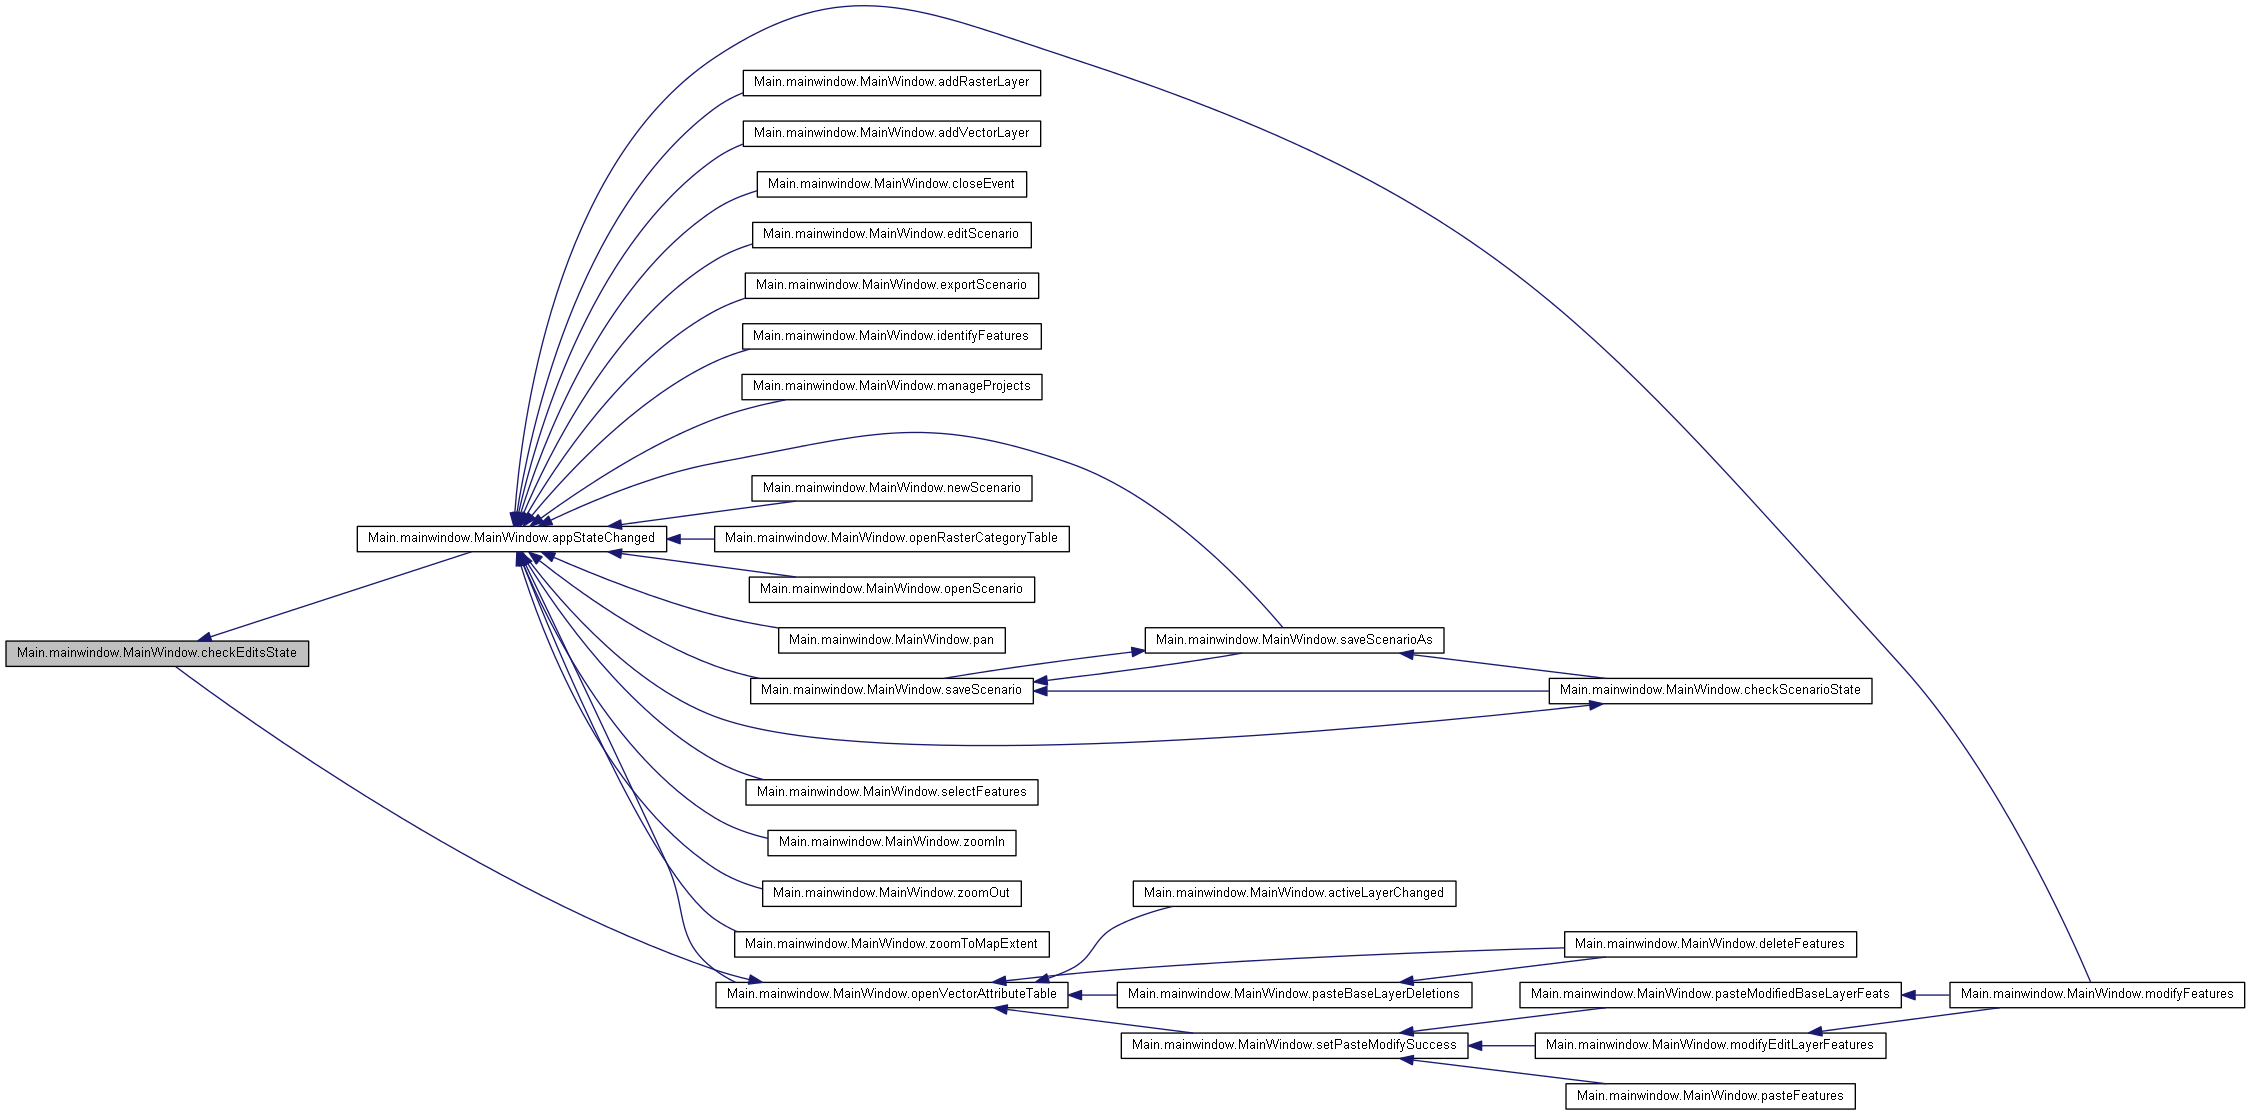 Main.mainwindow.MainWindow.addRasterLayer
Main.mainwindow.MainWindow.addVectorLayer
Main.mainwindow.MainWindow.closeEvent
Main.mainwindow.MainWindow.editScenario
Main.mainwindow.MainWindow.exportScenario
Main.mainwindow.MainWindow.identifyFeatures
Main.mainwindow.MainWindow.manageProjects
Main.mainwindow.MainWindow.newScenario
Main.mainwindow.MainWindow.appStateChanged
Main.mainwindow.MainWindow.openRasterCategoryTable
Main.mainwindow.MainWindow.openScenario
Main.mainwindow.MainWindow.pan
Main.mainwindow.MainWindow.saveScenarioAs
Main.mainwindow.MainWindow.checkEditsState
Main.mainwindow.MainWindow.saveScenario
Main.mainwindow.MainWindow.checkScenarioState
Main.mainwindow.MainWindow.selectFeatures
Main.mainwindow.MainWindow.zoomIn
Main.mainwindow.MainWindow.zoomOut
Main.mainwindow.MainWindow.activeLayerChanged
Main.mainwindow.MainWindow.zoomToMapExtent
Main.mainwindow.MainWindow.deleteFeatures
Main.mainwindow.MainWindow.openVectorAttributeTable
Main.mainwindow.MainWindow.pasteBaseLayerDeletions
Main.mainwindow.MainWindow.pasteModifiedBaseLayerFeats
Main.mainwindow.MainWindow.modifyFeatures
Main.mainwindow.MainWindow.setPasteModifySuccess
Main.mainwindow.MainWindow.modifyEditLayerFeatures
Main.mainwindow.MainWindow.pasteFeatures